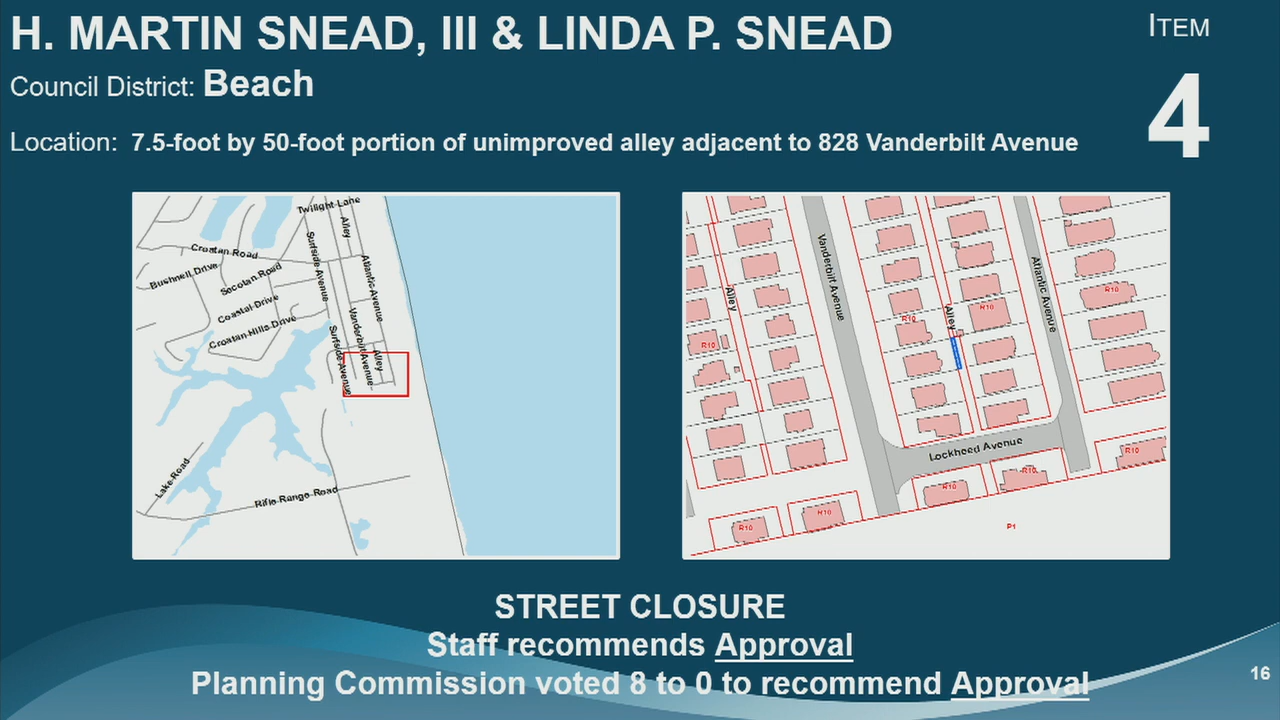 H. MARTIN SNEAD, III & LINDA P. SNEAD
ITEM
4
Council District: Beach
Location: 7.5-foot by 50-foot portion of unimproved alley adjacent to 828 Vanderbilt Avenue
Twilight Lane
Alley
Croatan Road
Surfside Avenue
Bushnell Drive
Secotan Road
Atlantic Avenue
Coastal Drive
Croatan Hills Drive
Vanderbilt Avenue
Surfside Avenue
Alley
Lake Road
Rifle Range Road
Vanderbilt Avenue
Atlantic Avenue
Alley
R10
Alley
R10
R10
R10
Lockheed Avenue
R10
R10
R10
R10
R10
P1
STREET CLOSURE
Staff recommends Approval
Planning Commission voted 8 to 0 to recommend Approval
16